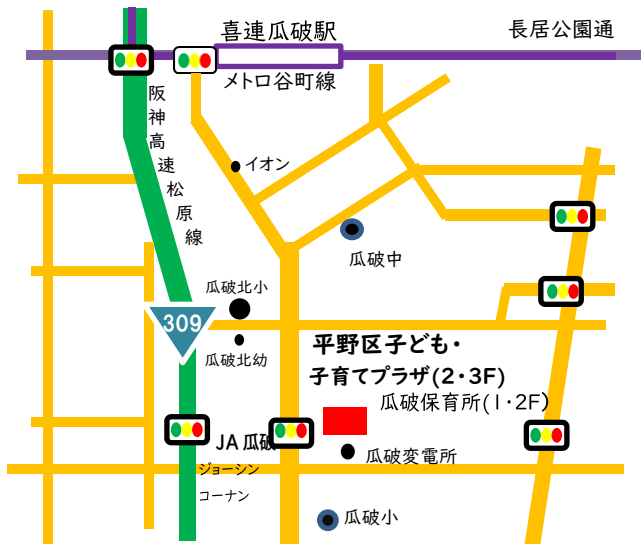 喜連瓜破駅
長居公園通
メトロ谷町線
阪神高速松原線
イオン
瓜破中
瓜破北小
309
瓜破北幼
平野区子ども・
子育てプラザ(2・3F)
瓜破保育所(1・2F)
JA瓜破
瓜破変電所
ジョーシン
コーナン
瓜破小